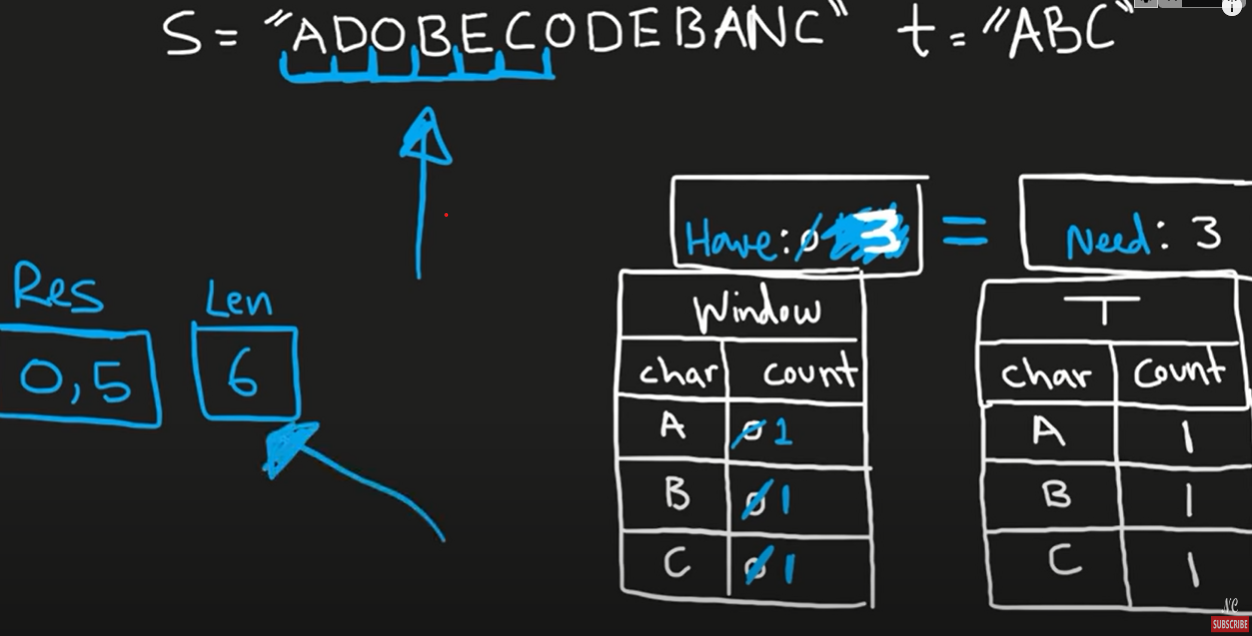 S = "ADOBECODEBANC" t = "ABC"
Have: 0 3 = Need: 3
Res Len
0,5 6
Window
char count
A 0 1
B 0 1
C 0 1
T
char Count
A 1
B 1
C 1
NC
SUBSCRIBE